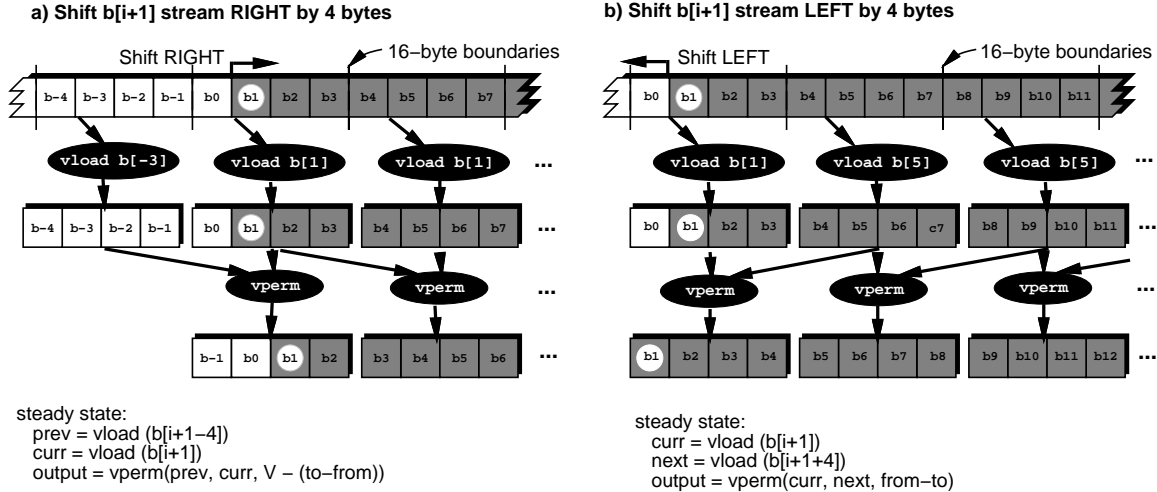 a) Shift b[i+1] stream RIGHT by 4 bytes
Shift RIGHT
16−byte boundaries
b-4 b-3 b-2 b-1 b0 b1 b2 b3 b4 b5 b6 b7
vload b[-3] vload b[1] vload b[1] ...
b-4 b-3 b-2 b-1 b0 b1 b2 b3 b4 b5 b6 b7 ...
vperm vperm ...
b-1 b0 b1 b2 b3 b4 b5 b6 ...
steady state:
prev = vload (b[i+1−4])
curr = vload (b[i+1])
output = vperm(prev, curr, V − (to−from))
b) Shift b[i+1] stream LEFT by 4 bytes
Shift LEFT
16−byte boundaries
b0 b1 b2 b3 b4 b5 b6 b7 b8 b9 b10 b11
vload b[1] vload b[5] vload b[5] ...
b0 b1 b2 b3 b4 b5 b6 c7 b8 b9 b10 b11 ...
vperm vperm vperm ...
b1 b2 b3 b4 b5 b6 b7 b8 b9 b10 b11 b12 ...
steady state:
curr = vload (b[i+1])
next = vload (b[i+1+4])
output = vperm(curr, next, from−to)